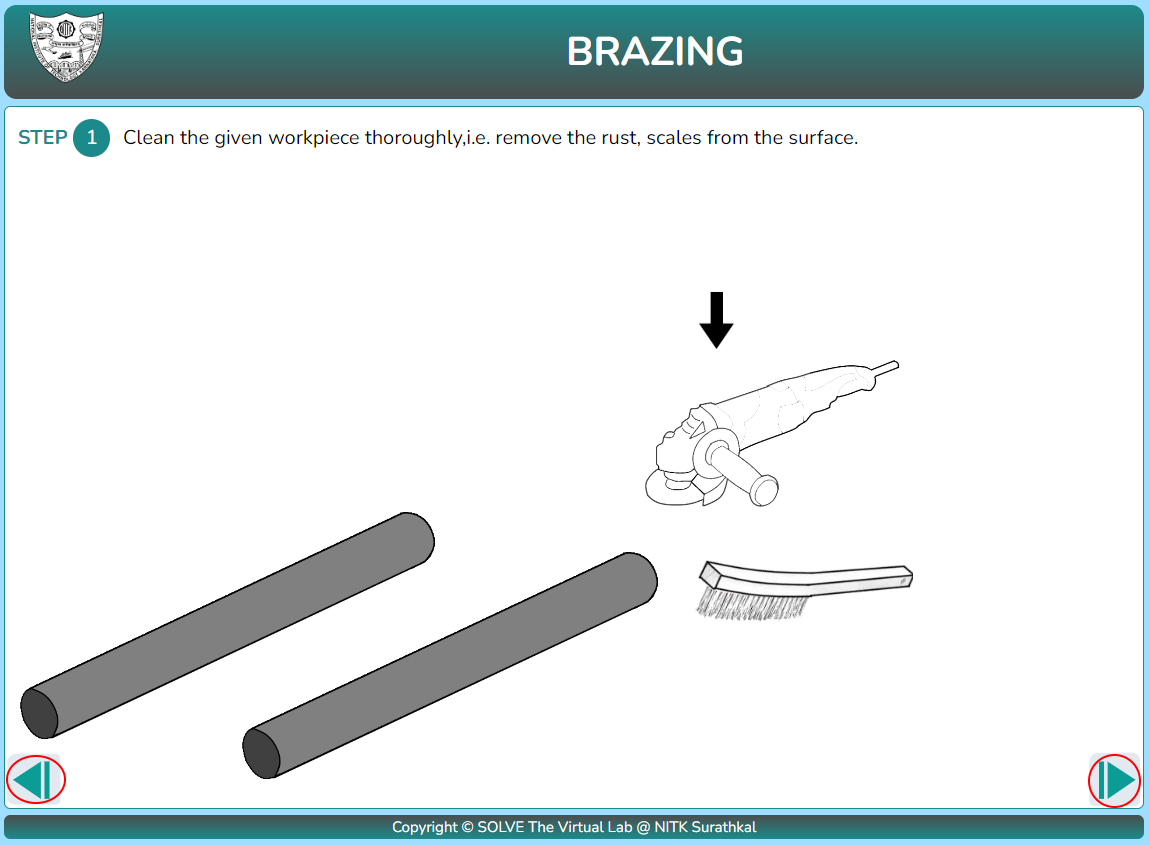 BRAZING
STEP 1 Clean the given workpiece thoroughly,i.e. remove the rust, scales from the surface.
Copyright © SOLVE The Virtual Lab @ NITK Surathkal